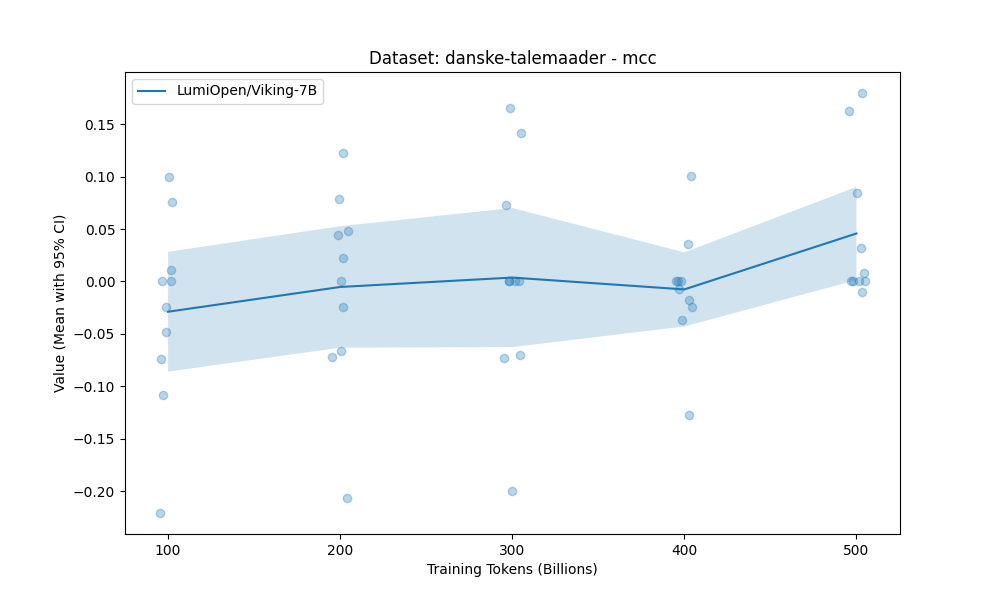 Dataset: danske-talemaader - mcc
LumiOpen/Viking-7B
0.15
0.10
0.05
0.00
−0.05
−0.10
−0.15
−0.20
Value (Mean with 95% CI)
100 200 300 400 500
Training Tokens (Billions)